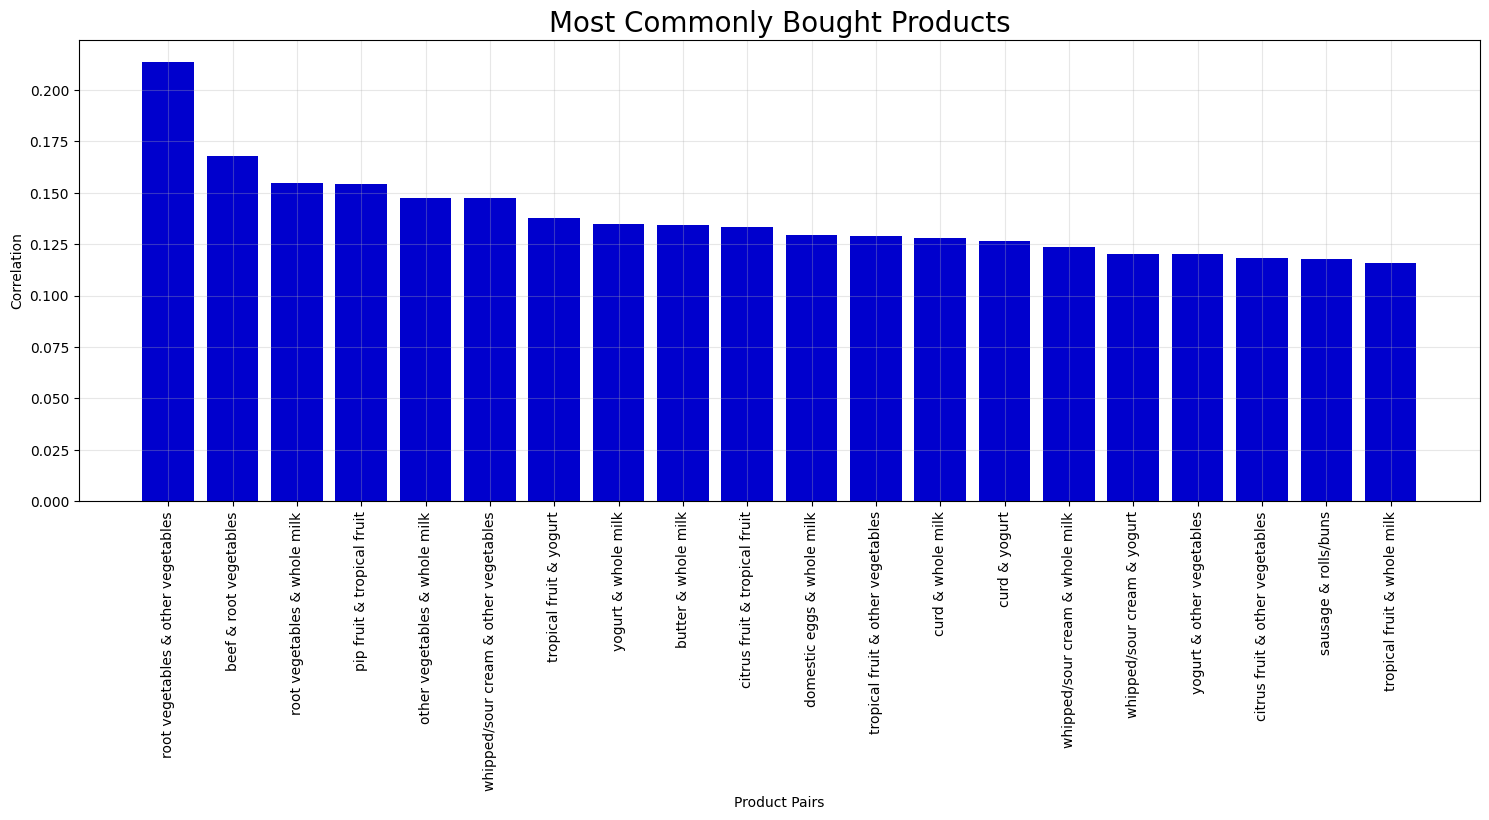 Most Commonly Bought Products
Correlation
0.200
0.175
0.150
0.125
0.100
0.075
0.050
0.025
0.000
root vegetables & other vegetables
beef & root vegetables
root vegetables & whole milk
pip fruit & tropical fruit
other vegetables & whole milk
whipped/sour cream & other vegetables
tropical fruit & yogurt
yogurt & whole milk
butter & whole milk
citrus fruit & tropical fruit
domestic eggs & whole milk
tropical fruit & other vegetables
curd & whole milk
curd & yogurt
whipped/sour cream & whole milk
whipped/sour cream & yogurt
yogurt & other vegetables
citrus fruit & other vegetables
sausage & rolls/buns
tropical fruit & whole milk
Product Pairs